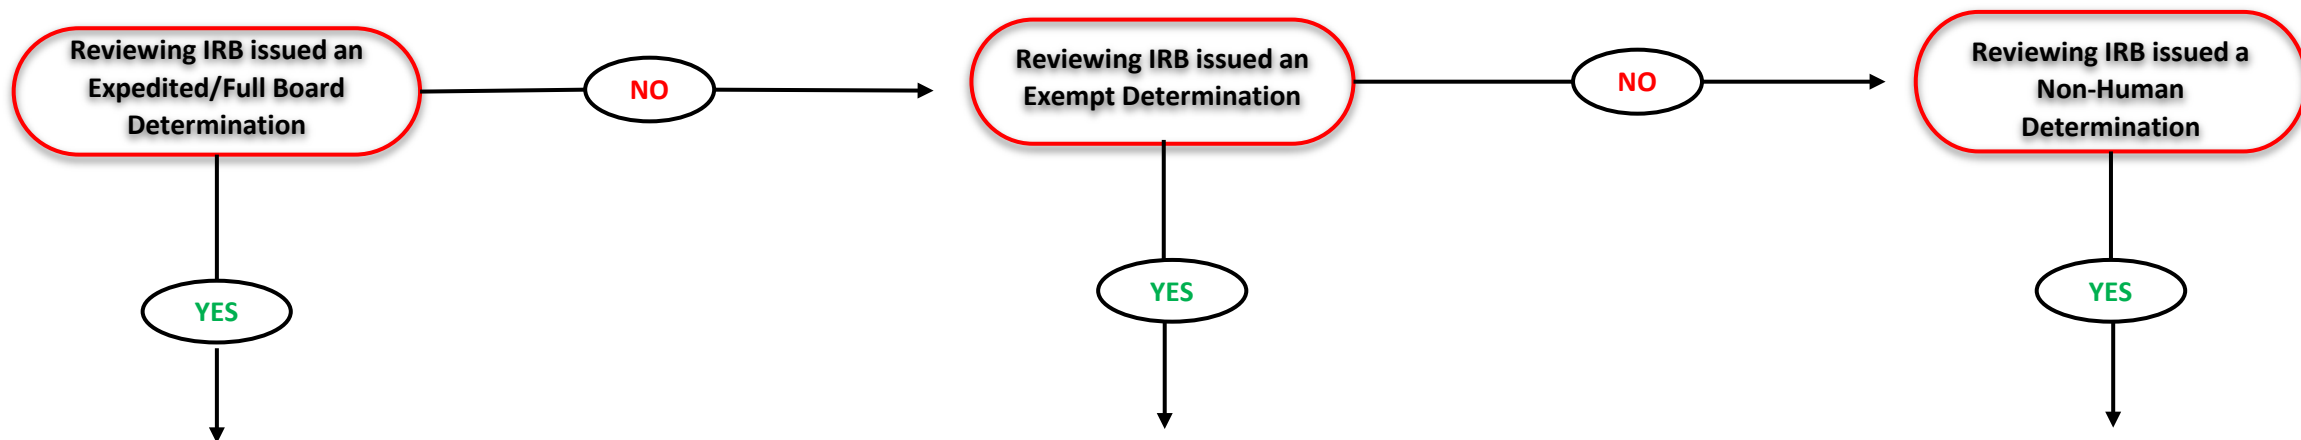 Reviewing IRB issued an
Expedited/Full Board
Determination
NO
Reviewing IRB issued an
Exempt Determination
NO
Reviewing IRB issued a
Non-Human
Determination
YES
YES
YES